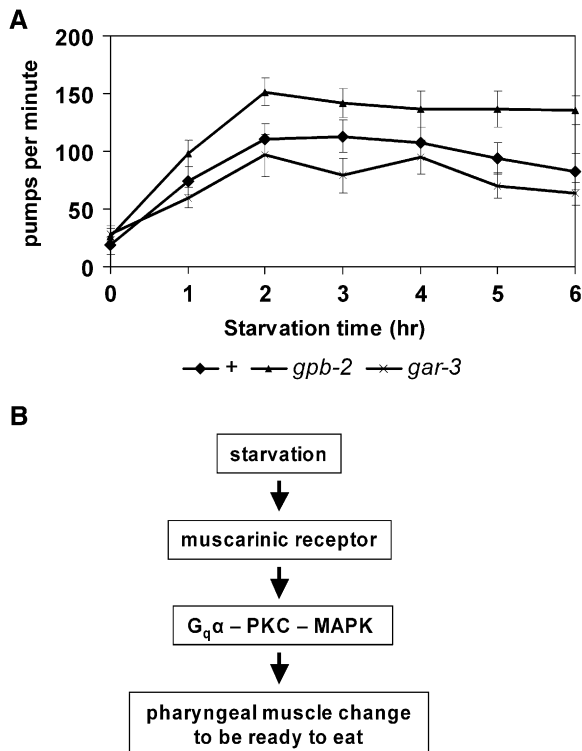 A
200
150
100
50
0
pumps per minute
0 1 2 3 4 5 6
Starvation time (hr)
+ gpb-2 gar-3
B
starvation
muscarinic receptor
Gqα – PKC – MAPK
pharyngeal muscle change
to be ready to eat